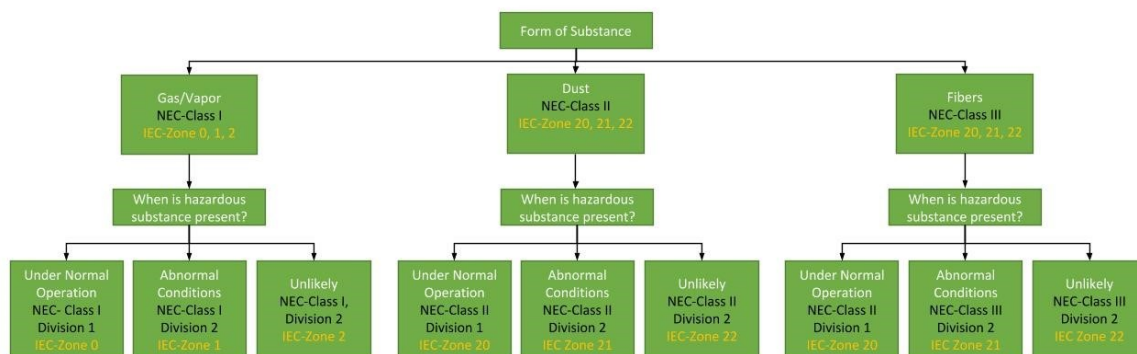 Form of Substance
Gas/Vapor
NEC-Class I
IEC-Zone 0, 1, 2
Dust
NEC-Class II
IEC-Zone 20, 21, 22
Fibers
NEC-Class III
IEC-Zone 20, 21, 22
When is hazardous
substance present?
When is hazardous
substance present?
When is hazardous
substance present?
Under Normal
Operation
NEC- Class I
Division 1
IEC-Zone 0
Abnormal
Conditions
NEC-Class I
Division 2
IEC-Zone 1
Unlikely
NEC-Class I,
Division 2
IEC-Zone 2
Under Normal
Operation
NEC-Class II
Division 1
IEC-Zone 20
Abnormal
Conditions
NEC-Class II
Division 2
IEC Zone 21
Unlikely
NEC-Class II
Division 2
IEC-Zone 22
Under Normal
Operation
NEC-Class II
Division 1
IEC-Zone 20
Abnormal
Conditions
NEC-Class III
Division 2
IEC Zone 21
Unlikely
NEC-Class III
Division 2
IEC Zone 22